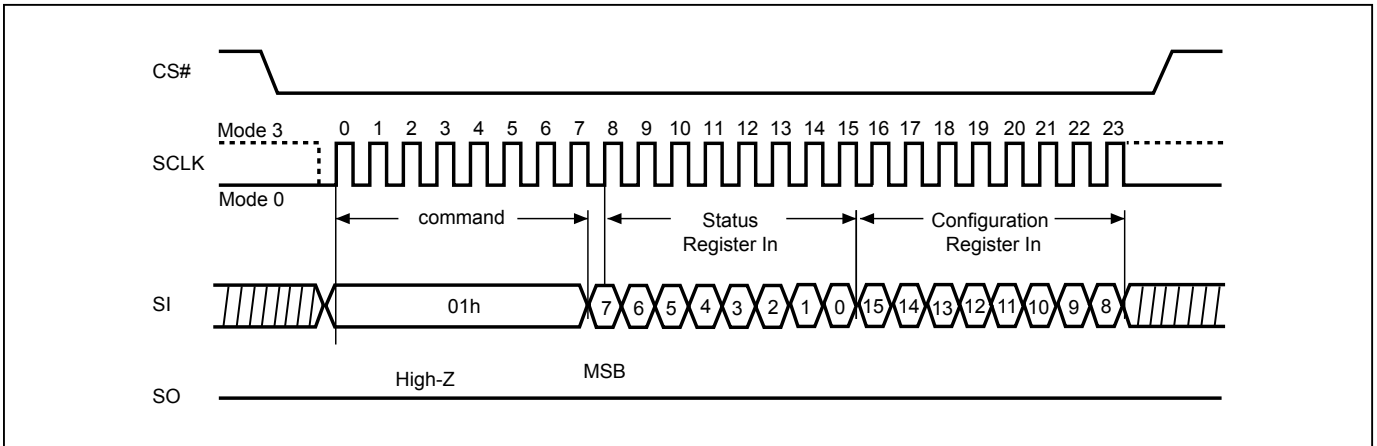 CS#
Mode 3
0 1 2 3 4 5 6 7 8 9 10 11 12 13 14 15 16 17 18 19 20 21 22 23
SCLK
Mode 0
command
Status
Register In
Configuration
Register In
SI
01h
7 6 5 4 3 2 1 0 15 14 13 12 11 10 9 8
High-Z
MSB
SO